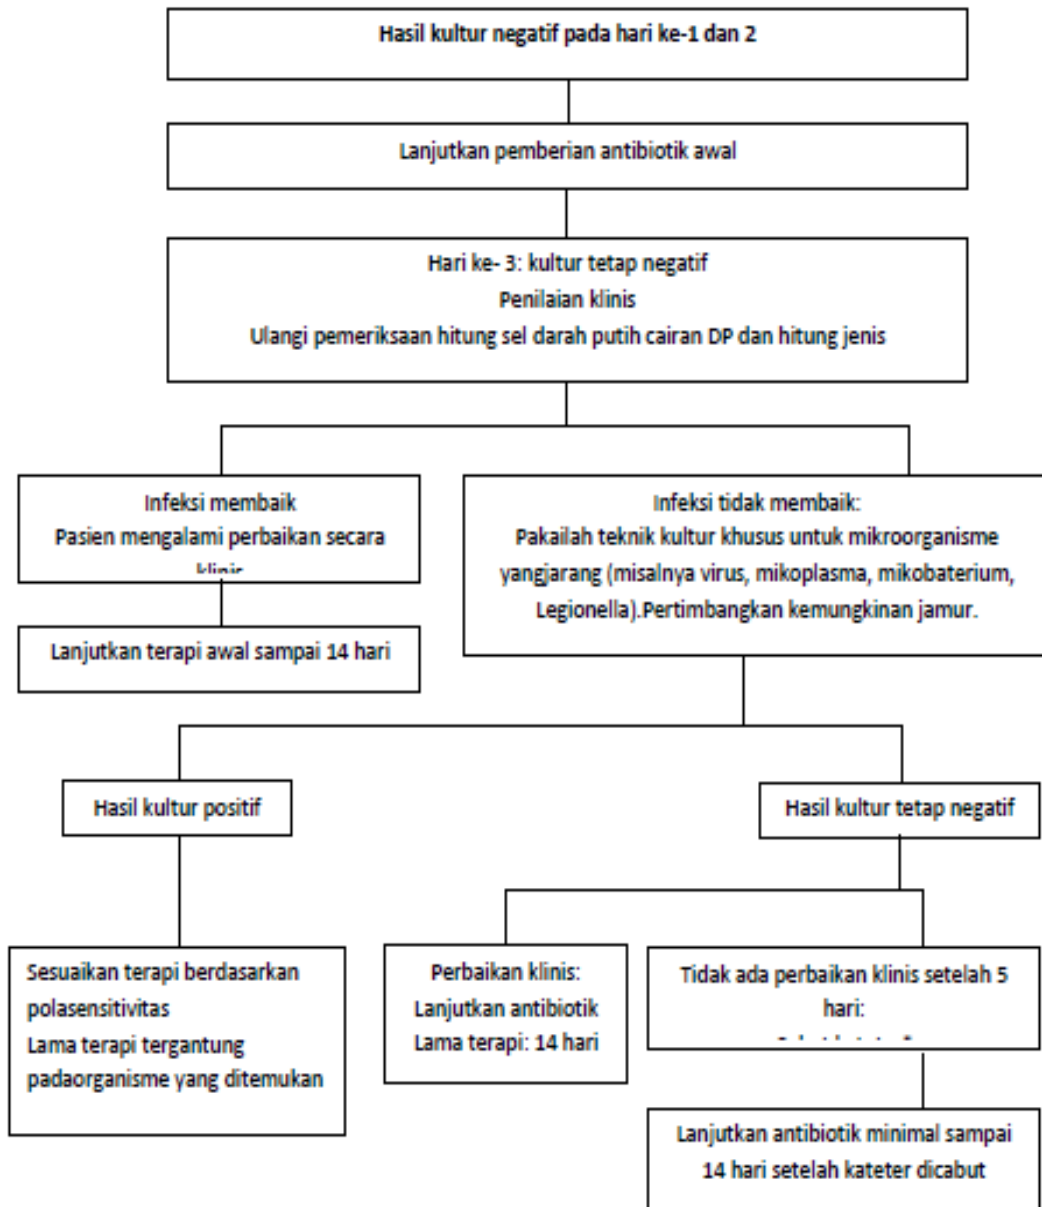 Hasil kultur negatif pada hari ke-1 dan 2
Lanjutkan pemberian antibiotik awal
Hari ke- 3: kultur tetap negatif
Penilaian klinis
Ulangi pemeriksaan hitung sel darah putih cairan DP dan hitung jenis
Infeksi membaik
Pasien mengalami perbaikan secara
klinis
Infeksi tidak membaik:
Pakailah teknik kultur khusus untuk mikroorganisme
yangjarang (misalnya virus, mikoplasma, mikobaterium,
Legionella).Pertimbangkan kemungkinan jamur.
Lanjutkan terapi awal sampai 14 hari
Hasil kultur positif
Hasil kultur tetap negatif
Sesuaikan terapi berdasarkan
polasensitivitas
Lama terapi tergantung
padaorganisme yang ditemukan
Perbaikan klinis:
Lanjutkan antibiotik
Lama terapi: 14 hari
Tidak ada perbaikan klinis setelah 5
hari:
Lanjutkan antibiotik minimal sampai
14 hari setelah kateter dicabut